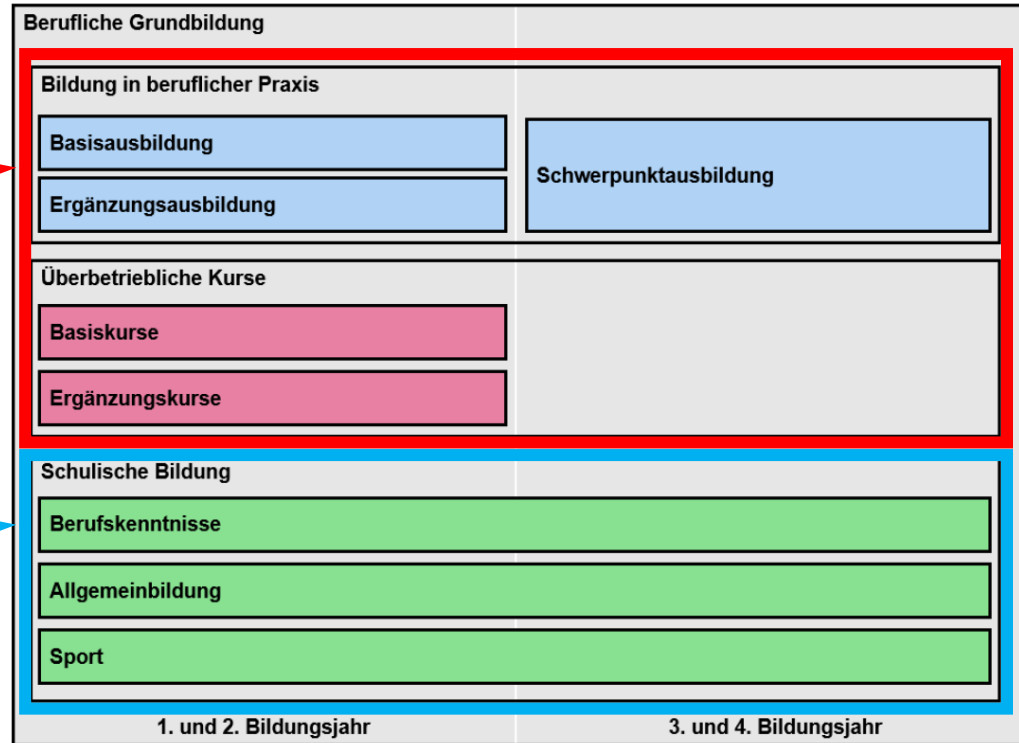 Berufliche Grundbildung
Bildung in beruflicher Praxis
Basisausbildung
Ergänzungsausbildung
Schwerpunktausbildung
Überbetriebliche Kurse
Basiskurse
Ergänzungskurse
Schulische Bildung
Berufskenntnisse
Allgemeinbildung
Sport
1. und 2. Bildungsjahr
3. und 4. Bildungsjahr